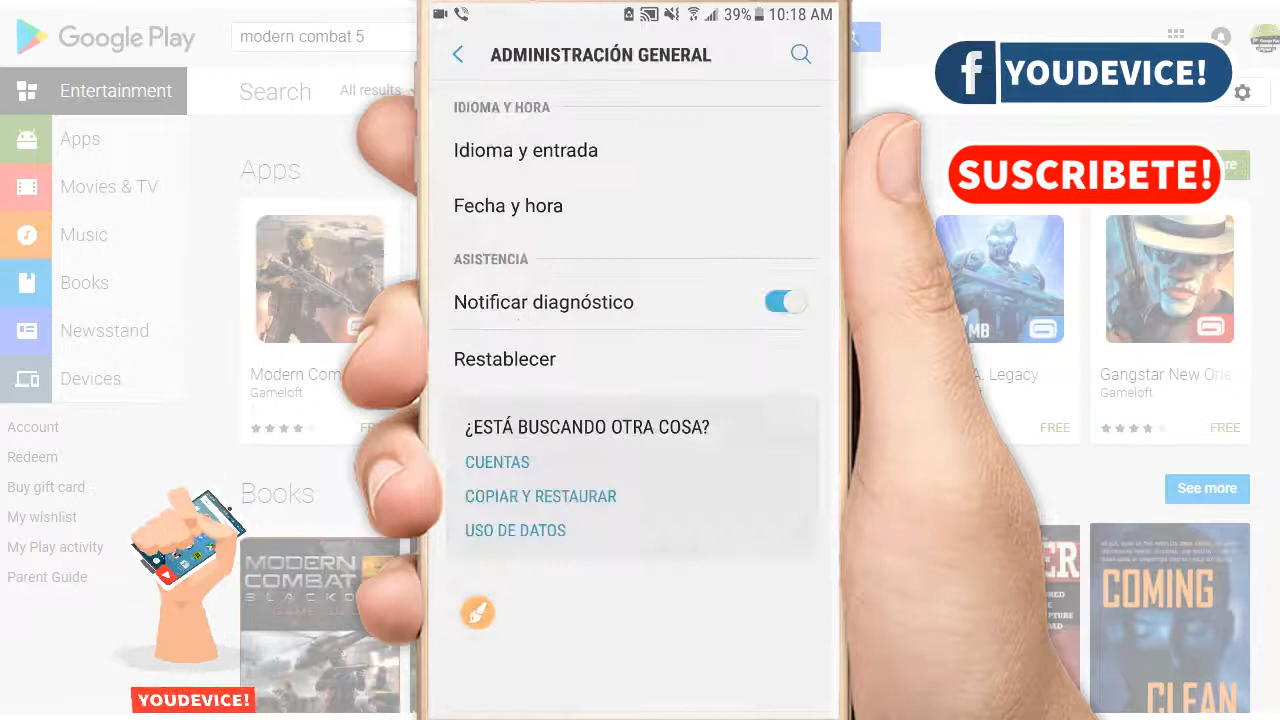 Google Play
modern combat 5
Entertainment
Apps
Movies & TV
Music
Books
Newsstand
Devices
Account
Redeem
Buy gift card
My wishlist
My Play activity
Parent Guide
YOUDEVICE!
Search
All results
Apps
Modern Com
Gameloft
Books
MODERN
COMBAT
39% 10:18 AM
ADMINISTRACIÓN GENERAL
IDIOMA Y HORA
Idioma y entrada
Fecha y hora
ASISTENCIA
Notificar diagnóstico
Restablecer
¿ESTÁ BUSCANDO OTRA COSA?
CUENTAS
COPIAR Y RESTAURAR
USO DE DATOS
f YOUDEVICE!
SUSCRIBETE!
MB
A. Legacy
FREE
Gangstar New Orle
Gameloft
FREE
See more
COMING
CLEAN